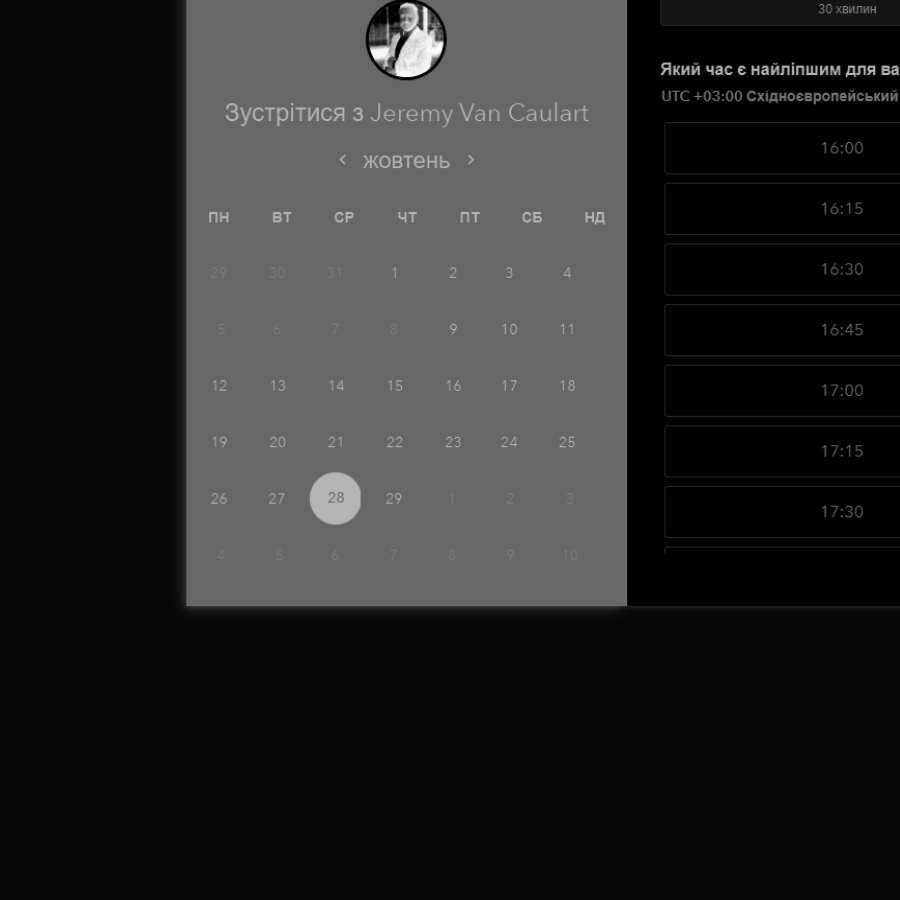 Зустрітися з Jeremy Van Caulart
жовтень
ПН ВТ СР ЧТ ПТ СБ НД
29 30 31 1 2 3 4
5 6 7 8 9 10 11
12 13 14 15 16 17 18
19 20 21 22 23 24 25
26 27 28 29 1 2 3
4 5 6 7 8 9 10
30 хвилин
Який час є найліпшим для ва
UTC +03:00 Східноєвропейський
16:00
16:15
16:30
16:45
17:00
17:15
17:30